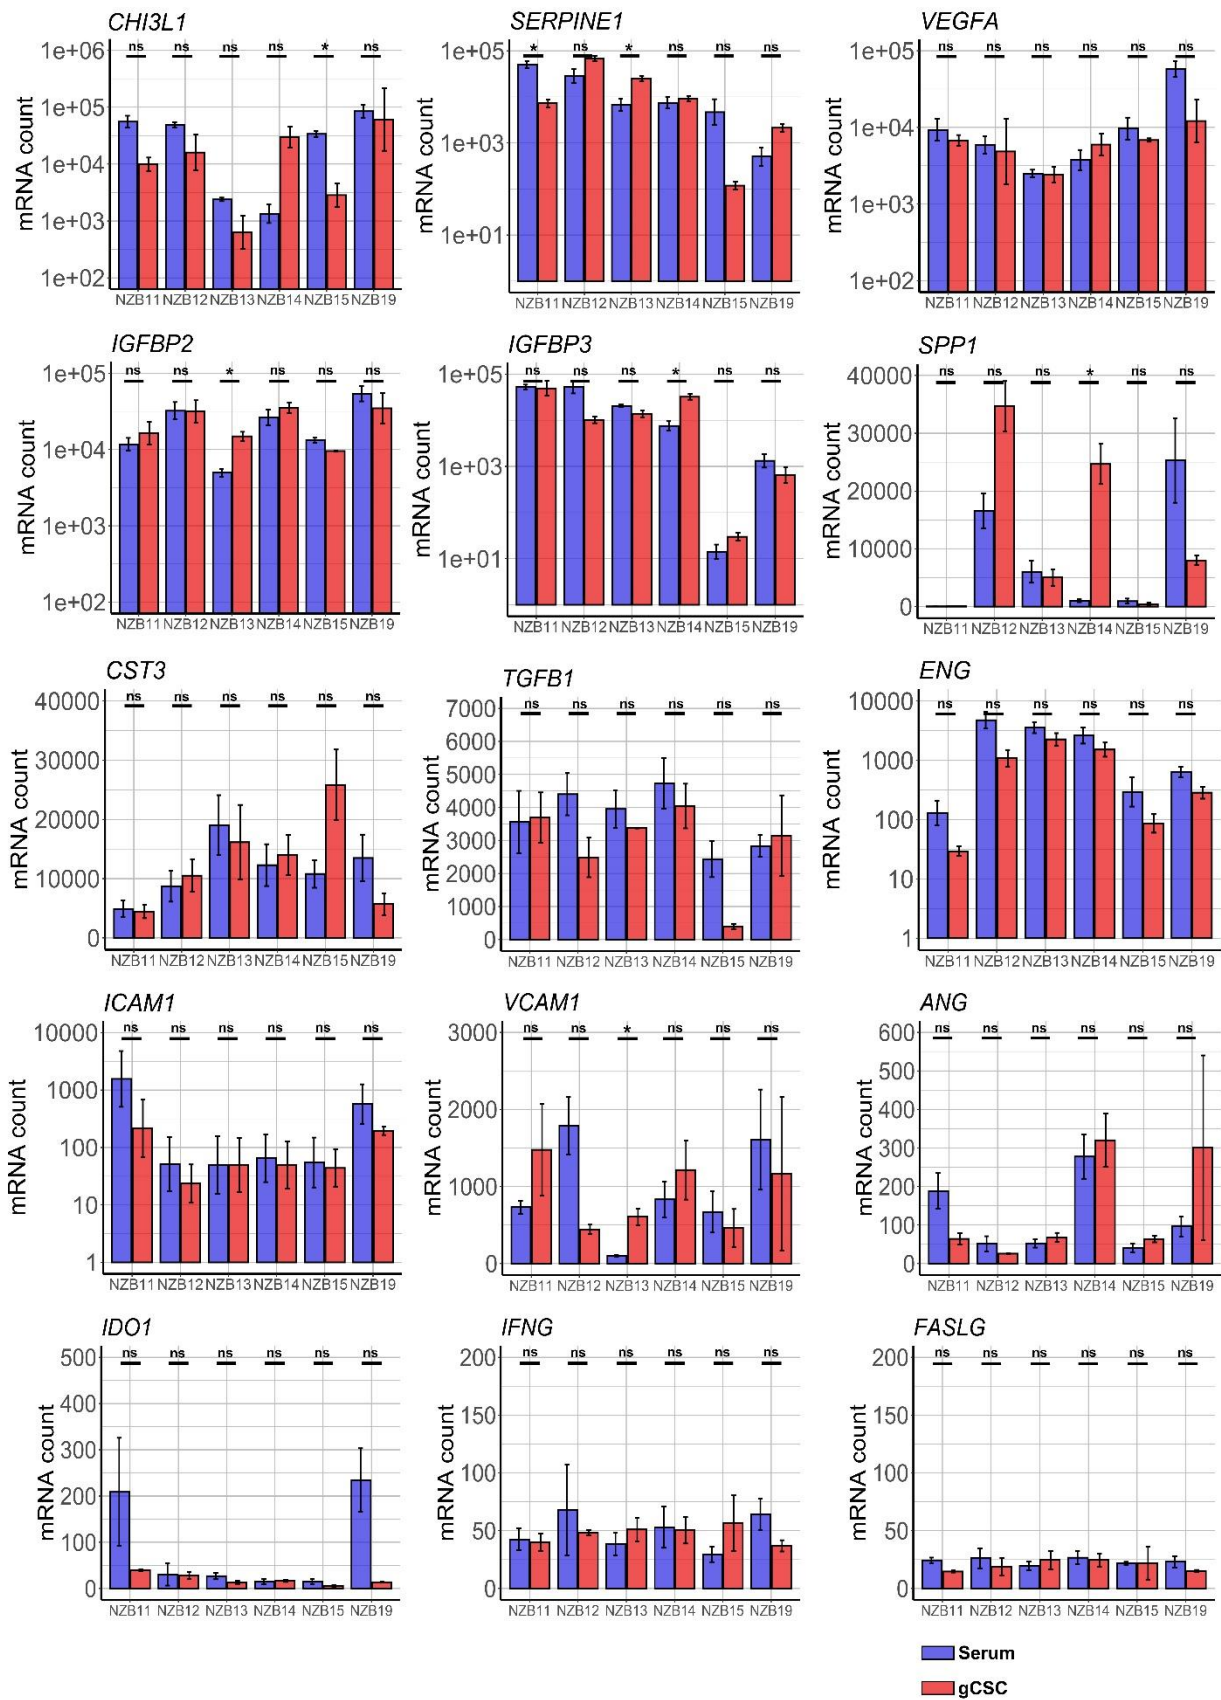 CHI3L1
SERPINE1
VEGFA
ns ns ns ns * ns
* ns * ns ns ns
ns ns ns ns ns ns
mRNA count
1e+06
1e+05
1e+04
1e+03
1e+02
mRNA count
1e+05
1e+03
1e+01
mRNA count
1e+04
1e+03
1e+02
NZB11 NZB12 NZB13 NZB14 NZB15 NZB19
NZB11 NZB12 NZB13 NZB14 NZB15 NZB19
NZB11 NZB12 NZB13 NZB14 NZB15 NZB19
IGFBP2
IGFBP3
SPP1
ns ns * ns ns ns
ns ns ns * ns ns
ns ns ns * ns ns
mRNA count
1e+05
1e+04
1e+03
1e+02
mRNA count
1e+05
1e+03
1e+01
mRNA count
40000
30000
20000
10000
0
NZB11 NZB12 NZB13 NZB14 NZB15 NZB19
NZB11 NZB12 NZB13 NZB14 NZB15 NZB19
NZB11 NZB12 NZB13 NZB14 NZB15 NZB19
CST3
TGFB1
ENG
ns ns ns ns ns ns
ns ns ns ns ns ns
ns ns ns ns ns ns
mRNA count
40000
30000
20000
10000
0
mRNA count
7000
6000
5000
4000
3000
2000
1000
0
mRNA count
10000
1000
100
10
1
NZB11 NZB12 NZB13 NZB14 NZB15 NZB19
NZB11 NZB12 NZB13 NZB14 NZB15 NZB19
NZB11 NZB12 NZB13 NZB14 NZB15 NZB19
ICAM1
VCAM1
ANG
ns ns ns ns ns ns
ns ns * ns ns ns
ns ns ns ns ns ns
mRNA count
10000
1000
100
10
1
mRNA count
3000
2000
1000
0
mRNA count
600
500
400
300
200
100
0
NZB11 NZB12 NZB13 NZB14 NZB15 NZB19
NZB11 NZB12 NZB13 NZB14 NZB15 NZB19
NZB11 NZB12 NZB13 NZB14 NZB15 NZB19
IDO1
IFNG
FASLG
ns ns ns ns ns ns
ns ns ns ns ns ns
ns ns ns ns ns ns
mRNA count
500
400
300
200
100
0
mRNA count
200
150
100
50
0
mRNA count
200
150
100
50
0
NZB11 NZB12 NZB13 NZB14 NZB15 NZB19
NZB11 NZB12 NZB13 NZB14 NZB15 NZB19
NZB11 NZB12 NZB13 NZB14 NZB15 NZB19
Serum
gCSC